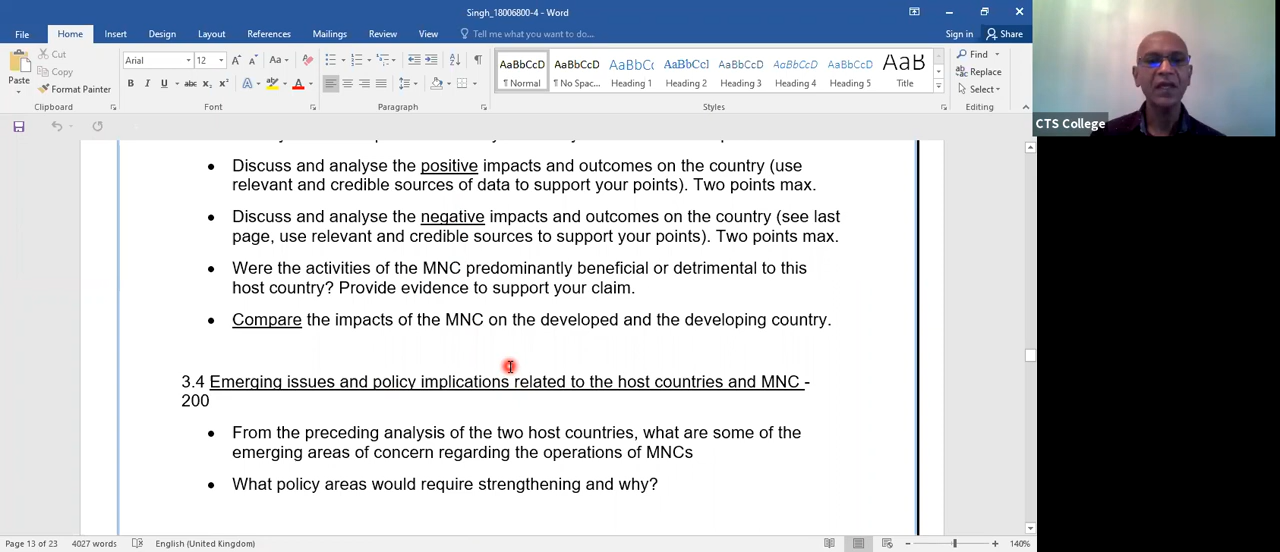 Singh_18006800-4 - Word
File Home Insert Draw Design Layout References Mailings Review View Tell me what you want to do... Sign in Share
Paste
Cut
Copy
Format Painter
Clipboard
Arial 12
Font
Paragraph
AaBbCcD AaBbCcD AaBbCc AaBbCcI AaBbCcD AaBbCcD AaBbCcD AaB
¶ Normal ¶ No Spac... Heading 1 Heading 2 Heading 3 Heading 4 Heading 5 Title
Styles
Find
Replace
Select
Editing
CTS College
• Discuss and analyse the positive impacts and outcomes on the country (use
relevant and credible sources of data to support your points). Two points max.
• Discuss and analyse the negative impacts and outcomes on the country (see last
page, use relevant and credible sources to support your points). Two points max.
• Were the activities of the MNC predominantly beneficial or detrimental to this
host country? Provide evidence to support your claim.
• Compare the impacts of the MNC on the developed and the developing country.
3.4 Emerging issues and policy implications related to the host countries and MNC -
200
• From the preceding analysis of the two host countries, what are some of the
emerging areas of concern regarding the operations of MNCs
• What policy areas would require strengthening and why?
Page 13 of 23 4027 words English (United Kingdom) 140%